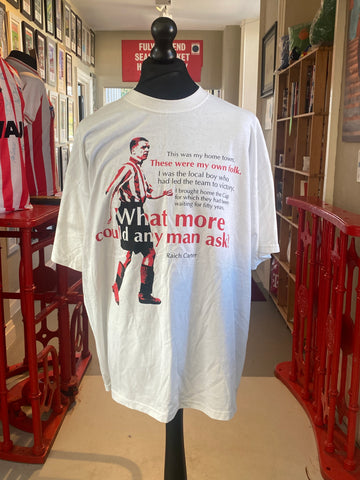 This was my home town.
These were my own folk.
I was the local boy who
had led the team to victory.
I brought home the Cup
for which they had been
waiting for fifty years.
What more
could any man ask?
Raich Carter